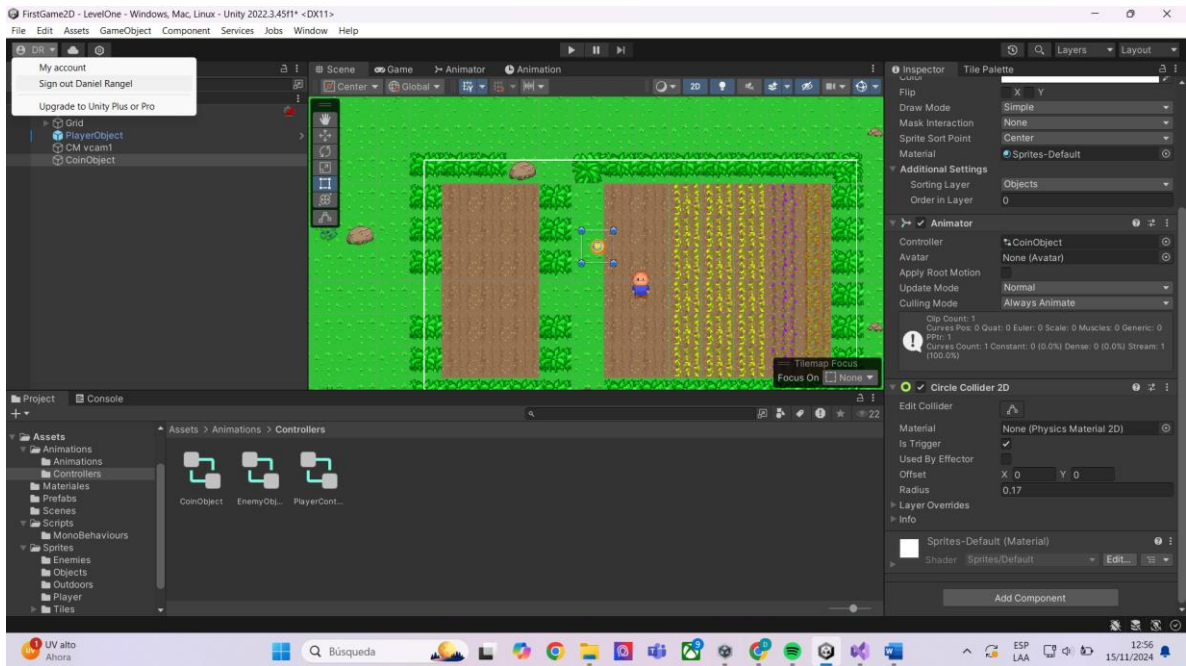 FirstGame2D - LevelOne - Windows, Mac, Linux - Unity 2022.3.45f1* <DX11>
File Edit Assets GameObject Component Services Jobs Window Help
DR
Layers Layout
My account
Sign out Daniel Rangel
Upgrade to Unity Plus or Pro
Grid
PlayerObject
CM vcam1
CoinObject
Scene Game Animator Animation
Center Global 2D
Tilemap Focus
Focus On None
Inspector Tile Palette
Color
Flip X Y
Draw Mode Simple
Mask Interaction None
Sprite Sort Point Center
Material Sprites-Default
Additional Settings
Sorting Layer Objects
Order in Layer 0
Animator
Controller CoinObject
Avatar None (Avatar)
Apply Root Motion
Update Mode Normal
Culling Mode Always Animate
Clip Count: 1
Curves Pos: 0 Quat: 0 Euler: 0 Scale: 0 Muscles: 0 Generic: 0
PPtr: 1
Curves Count: 1 Constant: 0 (0.0%) Dense: 0 (0.0%) Stream: 1
(100.0%)
Circle Collider 2D
Edit Collider
Material None (Physics Material 2D)
Is Trigger
Used By Effector
Offset X 0 Y 0
Radius 0.17
Layer Overrides
Info
Sprites-Default (Material)
Shader Sprites/Default Edit...
Add Component
Project Console
22
Assets
Animations
Animations
Controllers
Materiales
Prefabs
Scenes
Scripts
MonoBehaviours
Sprites
Enemies
Objects
Outdoors
Player
Tiles
Assets > Animations > Controllers
CoinObject EnemyObj... PlayerCont...
UV alto
Ahora
Búsqueda
ESP
LAA
12:56
15/11/2024